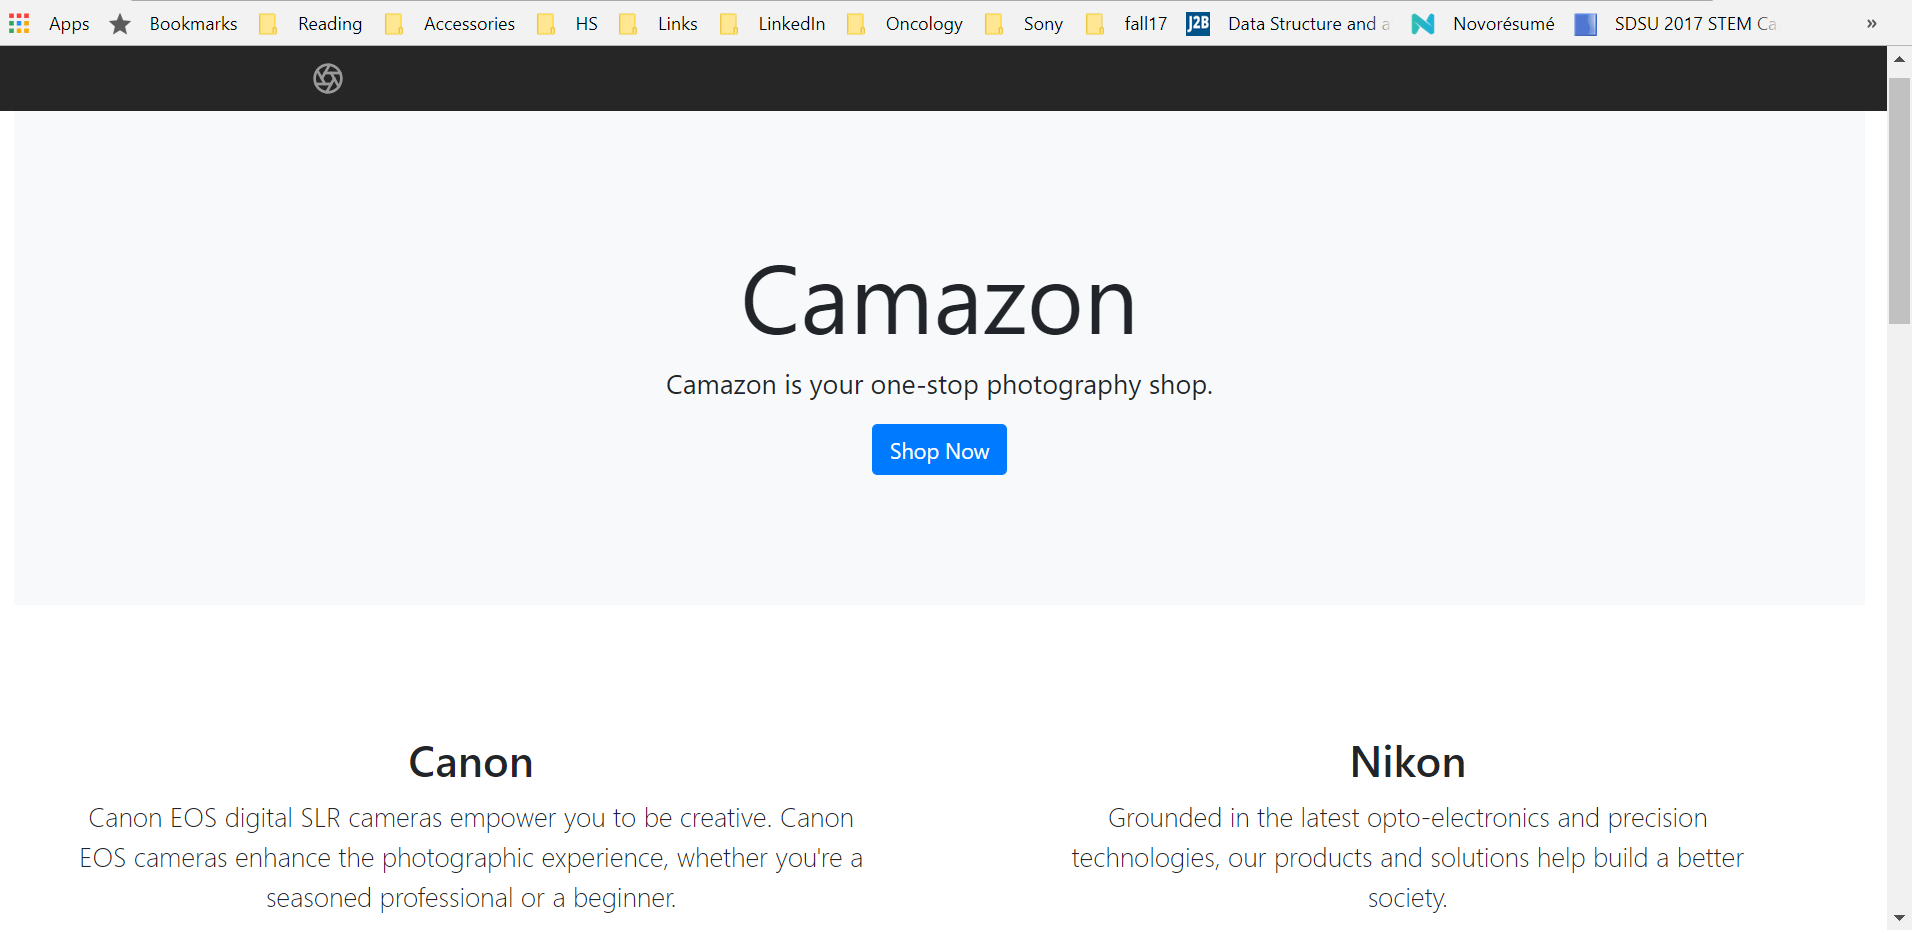 Apps Bookmarks Reading Accessories HS Links LinkedIn Oncology Sony fall17 J2B Data Structure and a Novorésumé SDSU 2017 STEM Ca »
Camazon
Camazon is your one-stop photography shop.
Shop Now
Canon
Canon EOS digital SLR cameras empower you to be creative. Canon
EOS cameras enhance the photographic experience, whether you're a
seasoned professional or a beginner.
Nikon
Grounded in the latest opto-electronics and precision
technologies, our products and solutions help build a better
society.